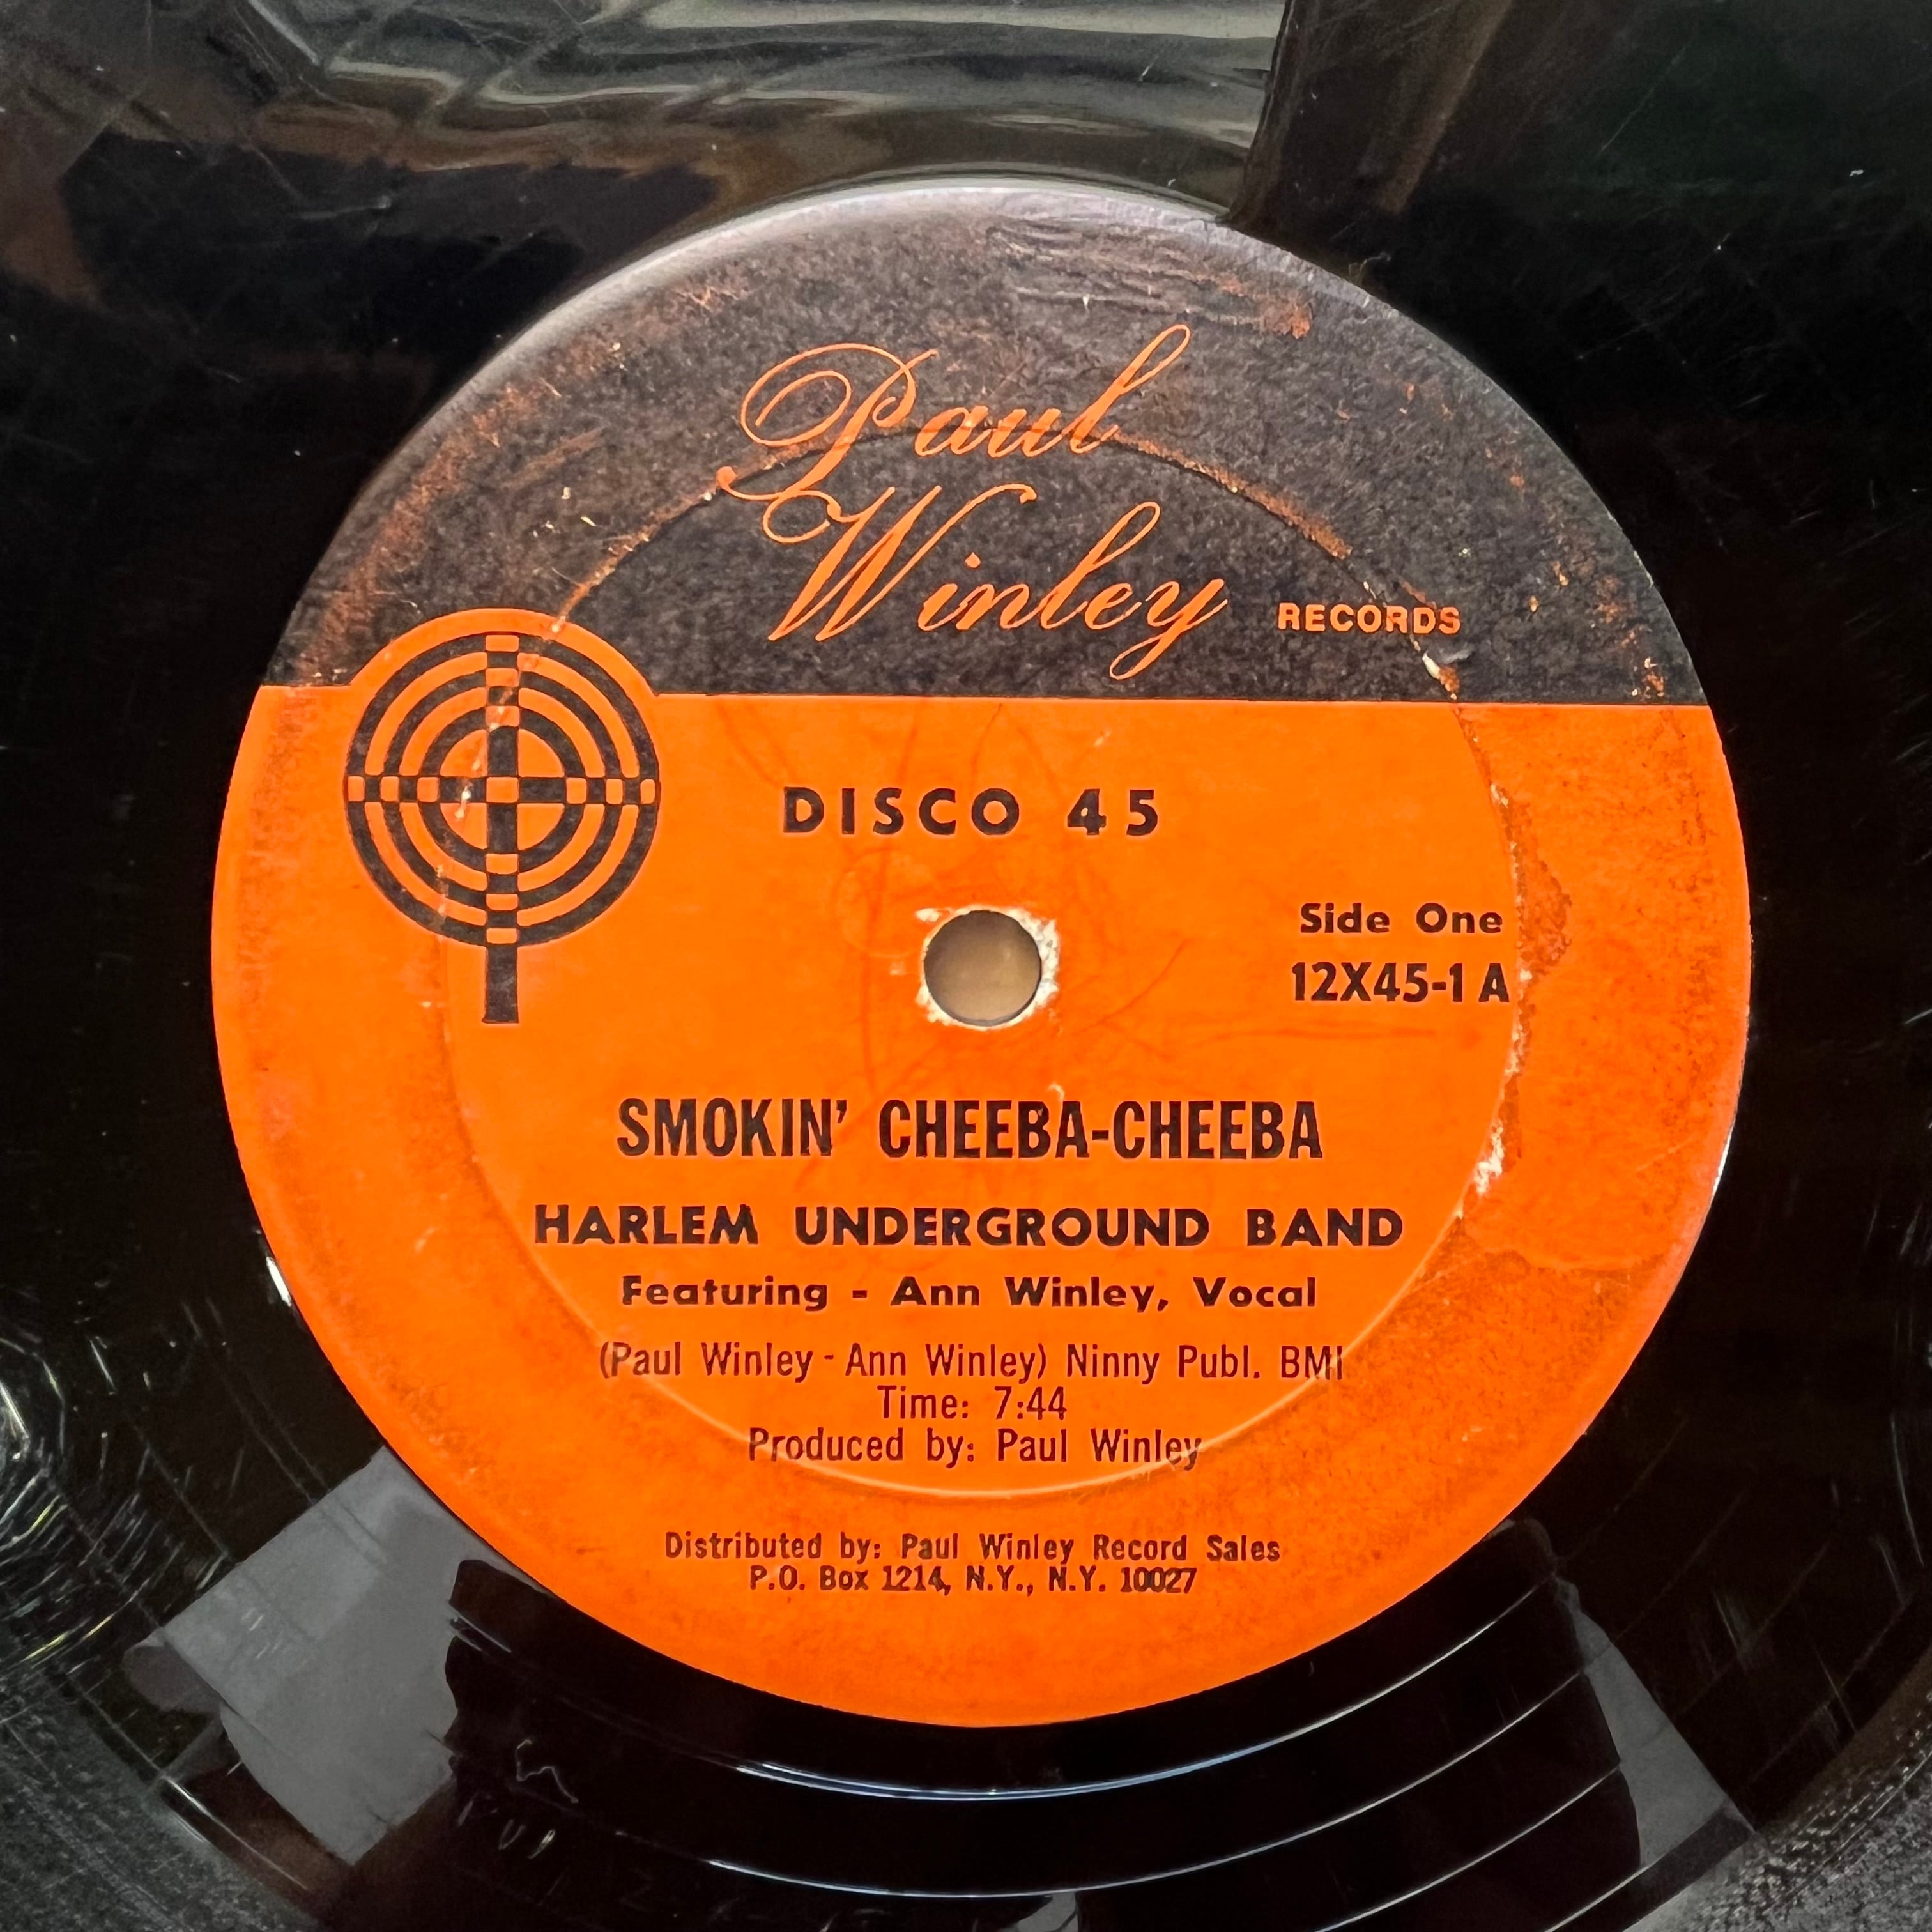 Paul
Winley RECORDS
DISCO 45
Side One
12X45-1 A
SMOKIN' CHEEBA-CHEEBA
HARLEM UNDERGROUND BAND
Featuring - Ann Winley, Vocal
(Paul Winley - Ann Winley) Ninny Publ. BMI
Time: 7:44
Produced by: Paul Winley
Distributed by: Paul Winley Record Sales
P.O. Box 1214, N.Y., N.Y. 10027